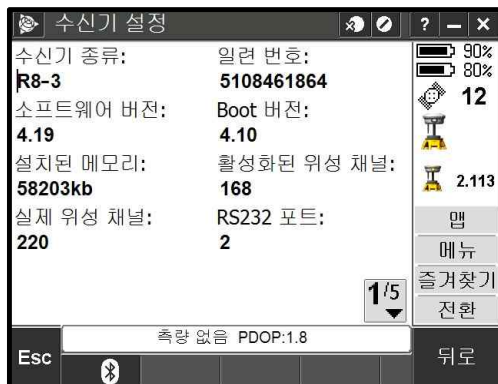 수신기 설정
? – ×
수신기 종류: 일련 번호:
R8-3 5108461864
소프트웨어 버전: Boot 버전:
4.19 4.10
설치된 메모리: 활성화된 위성 채널:
58203kb 168
실제 위성 채널: RS232 포트:
220 2
1/5
90%
80%
12
2.113
맵
메뉴
즐겨찾기
전환
측량 없음 PDOP:1.8
Esc
뒤로